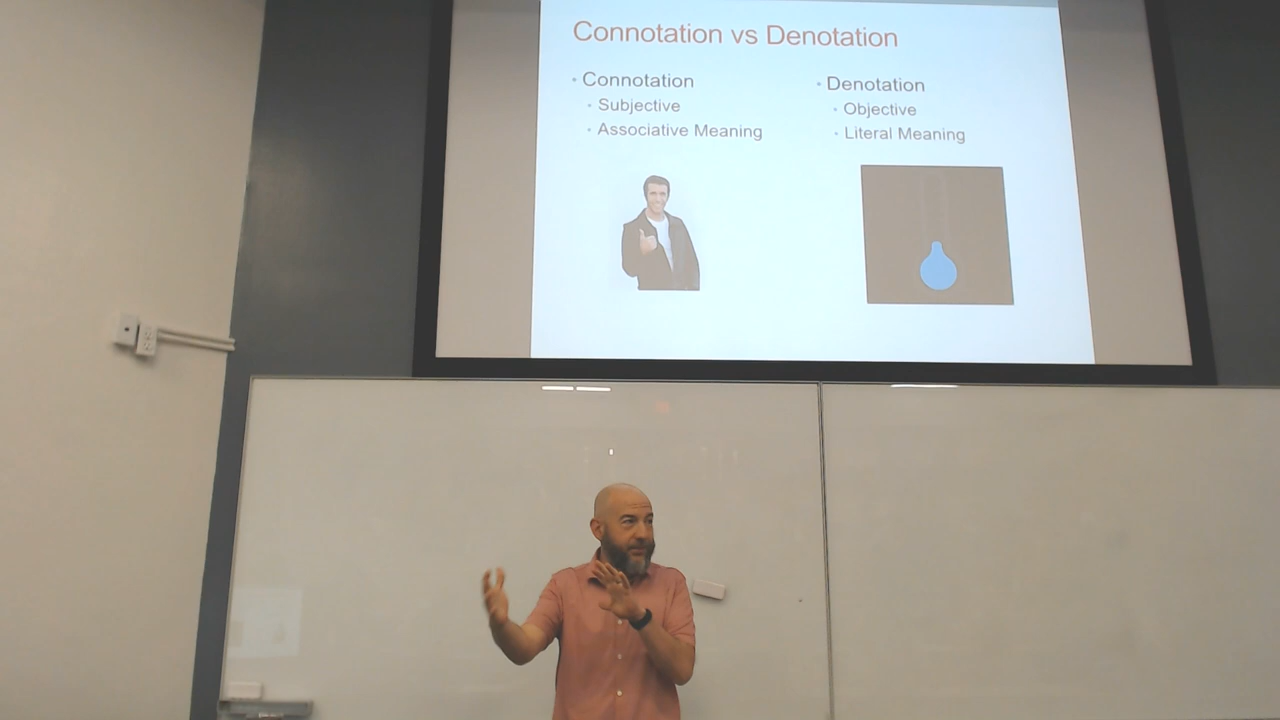 Connotation vs Denotation
• Connotation
• Subjective
• Associative Meaning
• Denotation
• Objective
• Literal Meaning